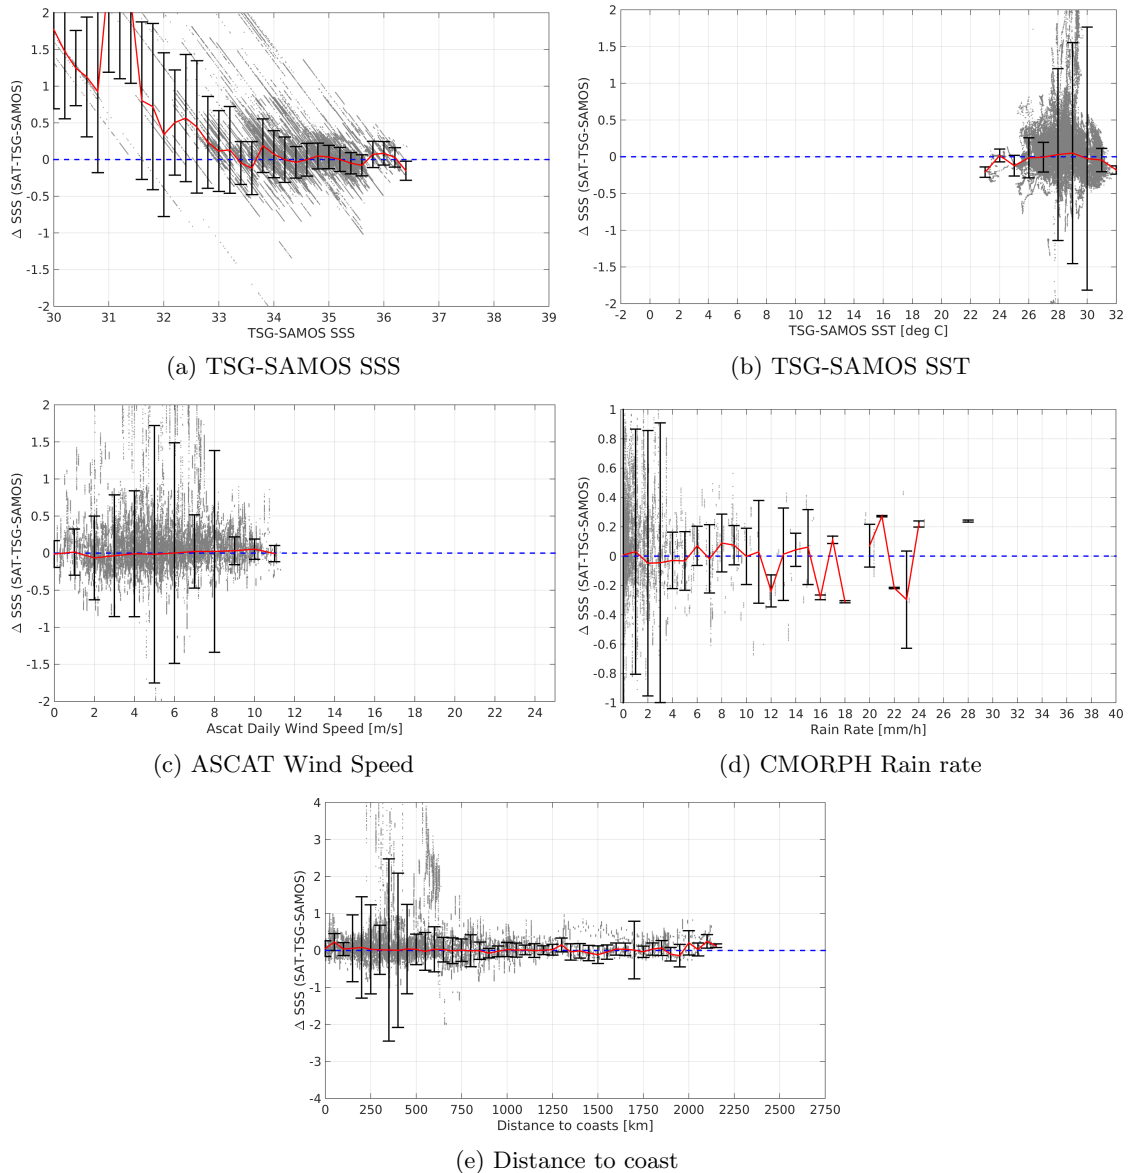 2
1.5
1
0.5
0
-0.5
-1
-1.5
-2
Δ SSS (SAT-TSG-SAMOS)
30 31 32 33 34 35 36 37 38 39
TSG-SAMOS SSS
(a) TSG-SAMOS SSS
2
1.5
1
0.5
0
-0.5
-1
-1.5
-2
Δ SSS (SAT-TSG-SAMOS)
-2 0 2 4 6 8 10 12 14 16 18 20 22 24 26 28 30 32
TSG-SAMOS SST [deg C]
(b) TSG-SAMOS SST
2
1.5
1
0.5
0
-0.5
-1
-1.5
-2
Δ SSS (SAT-TSG-SAMOS)
0 2 4 6 8 10 12 14 16 18 20 22 24
Ascat Daily Wind Speed [m/s]
(c) ASCAT Wind Speed
1
0.8
0.6
0.4
0.2
0
-0.2
-0.4
-0.6
-0.8
-1
Δ SSS (SAT-TSG-SAMOS)
0 2 4 6 8 10 12 14 16 18 20 22 24 26 28 30 32 34 36 38 40
Rain Rate [mm/h]
(d) CMORPH Rain rate
4
3
2
1
0
-1
-2
-3
-4
Δ SSS (SAT-TSG-SAMOS)
0 250 500 750 1000 1250 1500 1750 2000 2250 2500 2750
Distance to coasts [km]
(e) Distance to coast